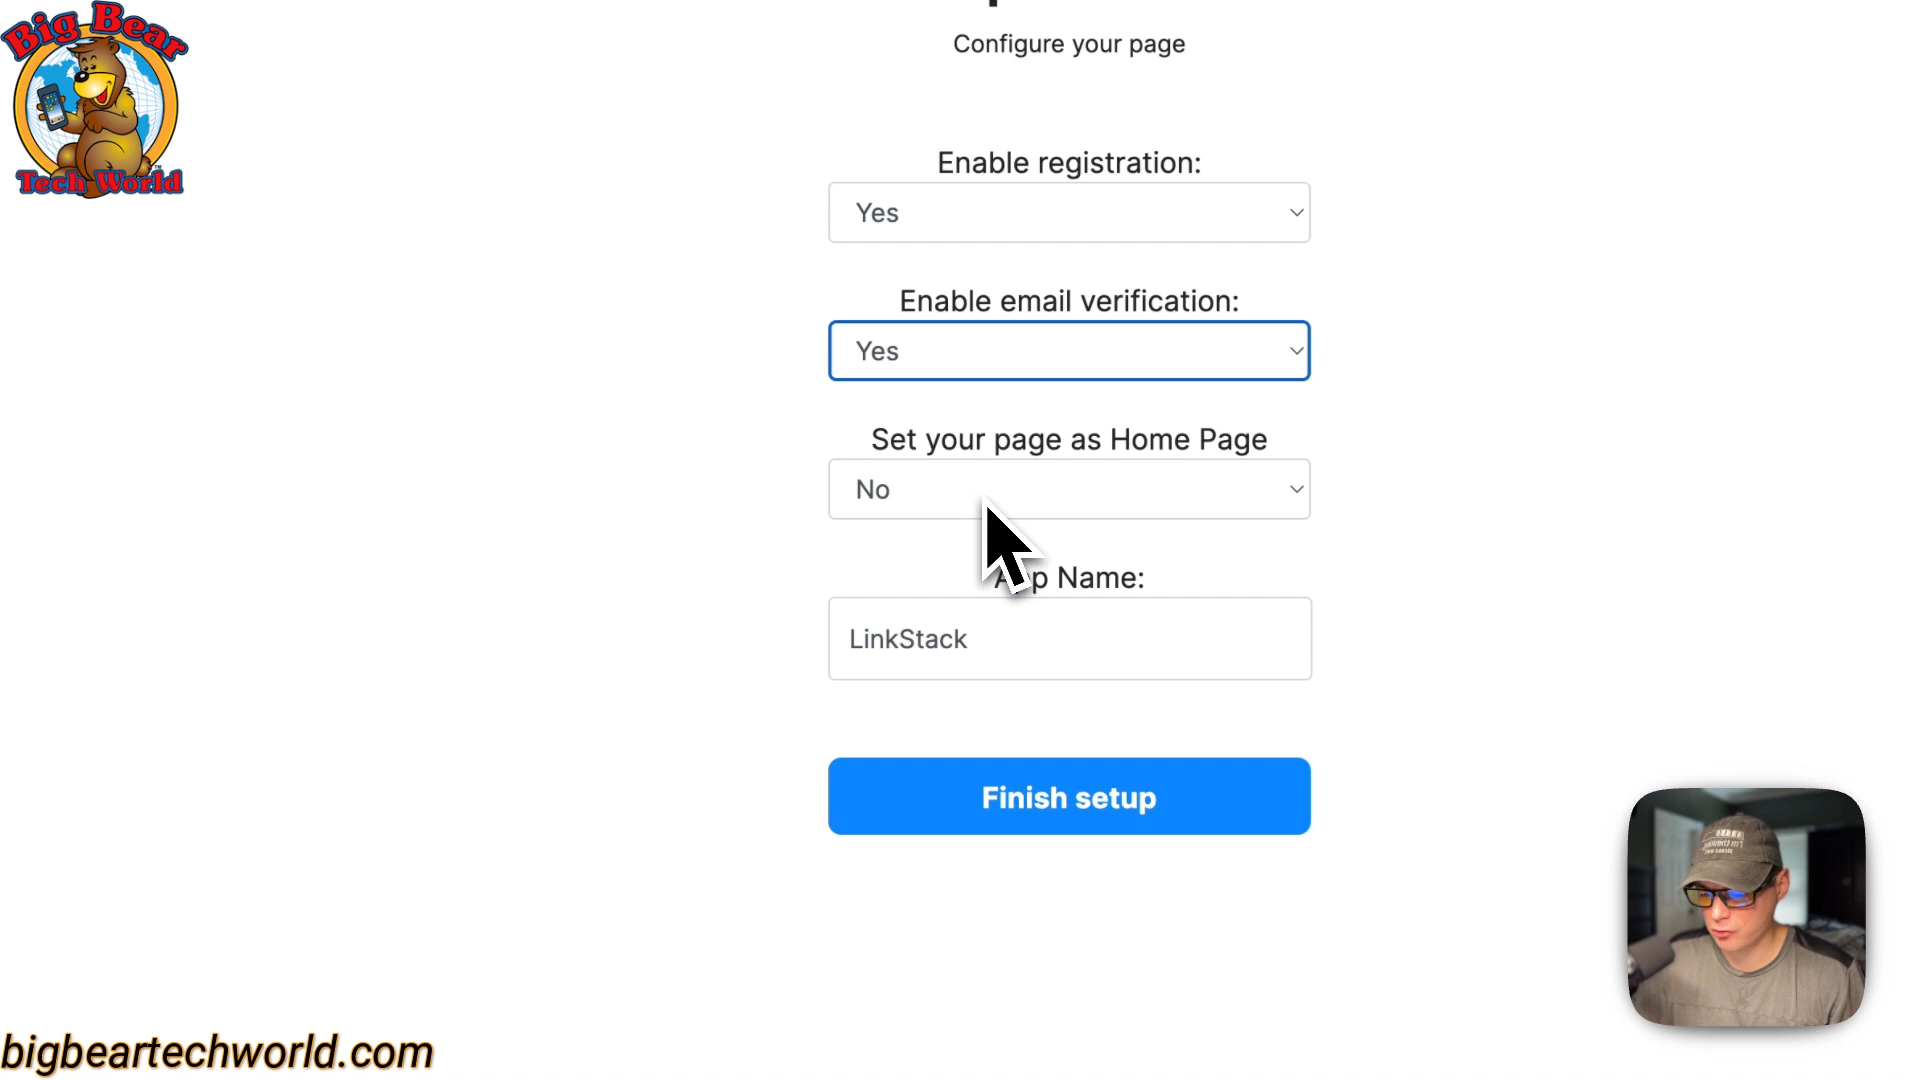 Big Bear
Tech World
Configure your page
Enable registration:
Yes
Enable email verification:
Yes
Set your page as Home Page
No
Name:
LinkStack
Finish setup
bigbeartechworld.com